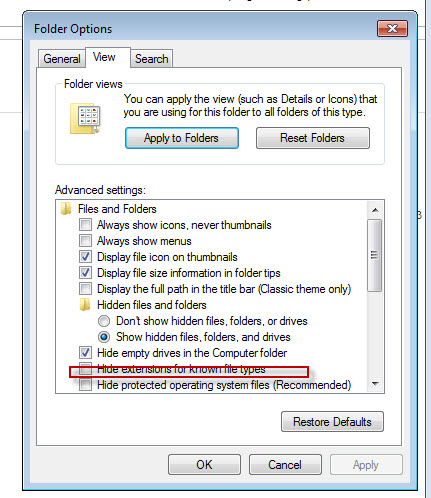 Folder Options
General
View
Search
Folder views
You can apply the view (such as Details or Icons) that
you are using for this folder to all folders of this type.
Apply to Folders
Reset Folders
Advanced settings:
Files and Folders
Always show icons, never thumbnails
Always show menus
Display file icon on thumbnails
Display file size information in folder tips
Display the full path in the title bar (Classic theme only)
Hidden files and folders
Don't show hidden files, folders, or drives
Show hidden files, folders, and drives
Hide empty drives in the Computer folder
Hide extensions for known file types
Hide protected operating system files (Recommended)
Restore Defaults
OK
Cancel
Apply
3